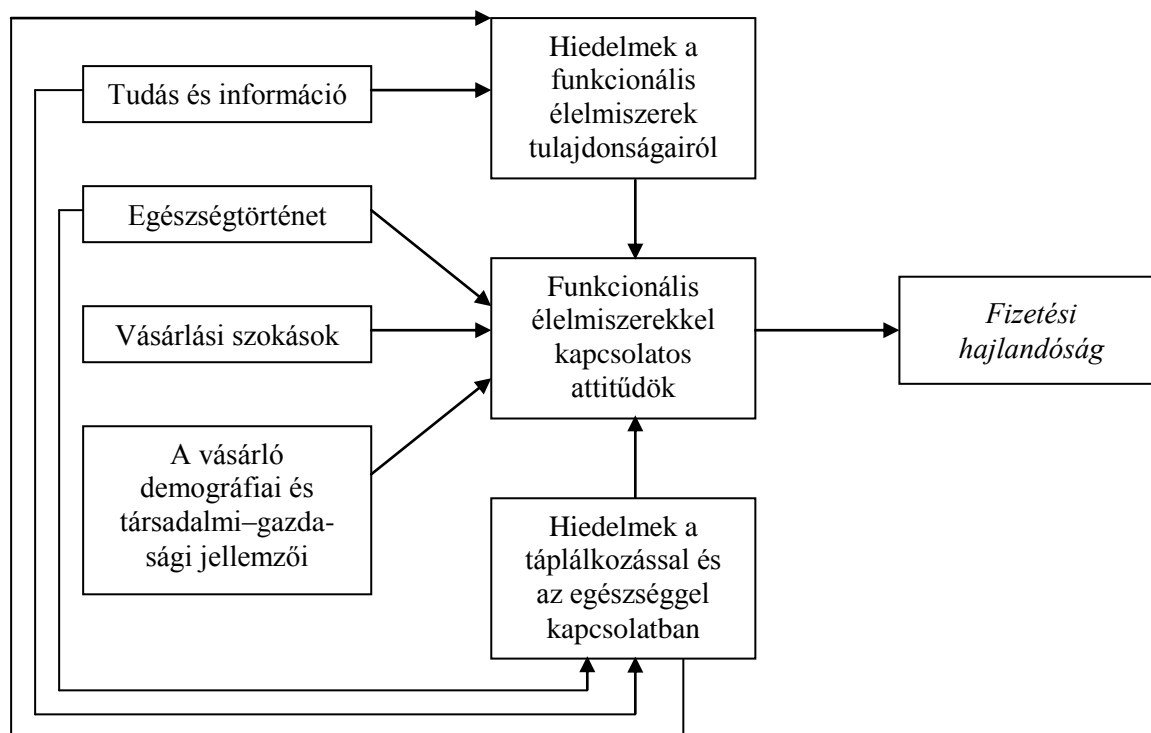 Hiedelmek a
funkcionális
élelmiszerek
tulajdonságairól
Tudás és információ
Egészségtörténet
Vásárlási szokások
A vásárló
demográfiai és
társadalmi–gazda-
sági jellemzői
Funkcionális
élelmiszerekkel
kapcsolatos
attitűdök
Fizetési
hajlandóság
Hiedelmek a
táplálkozással és
az egészséggel
kapcsolatban